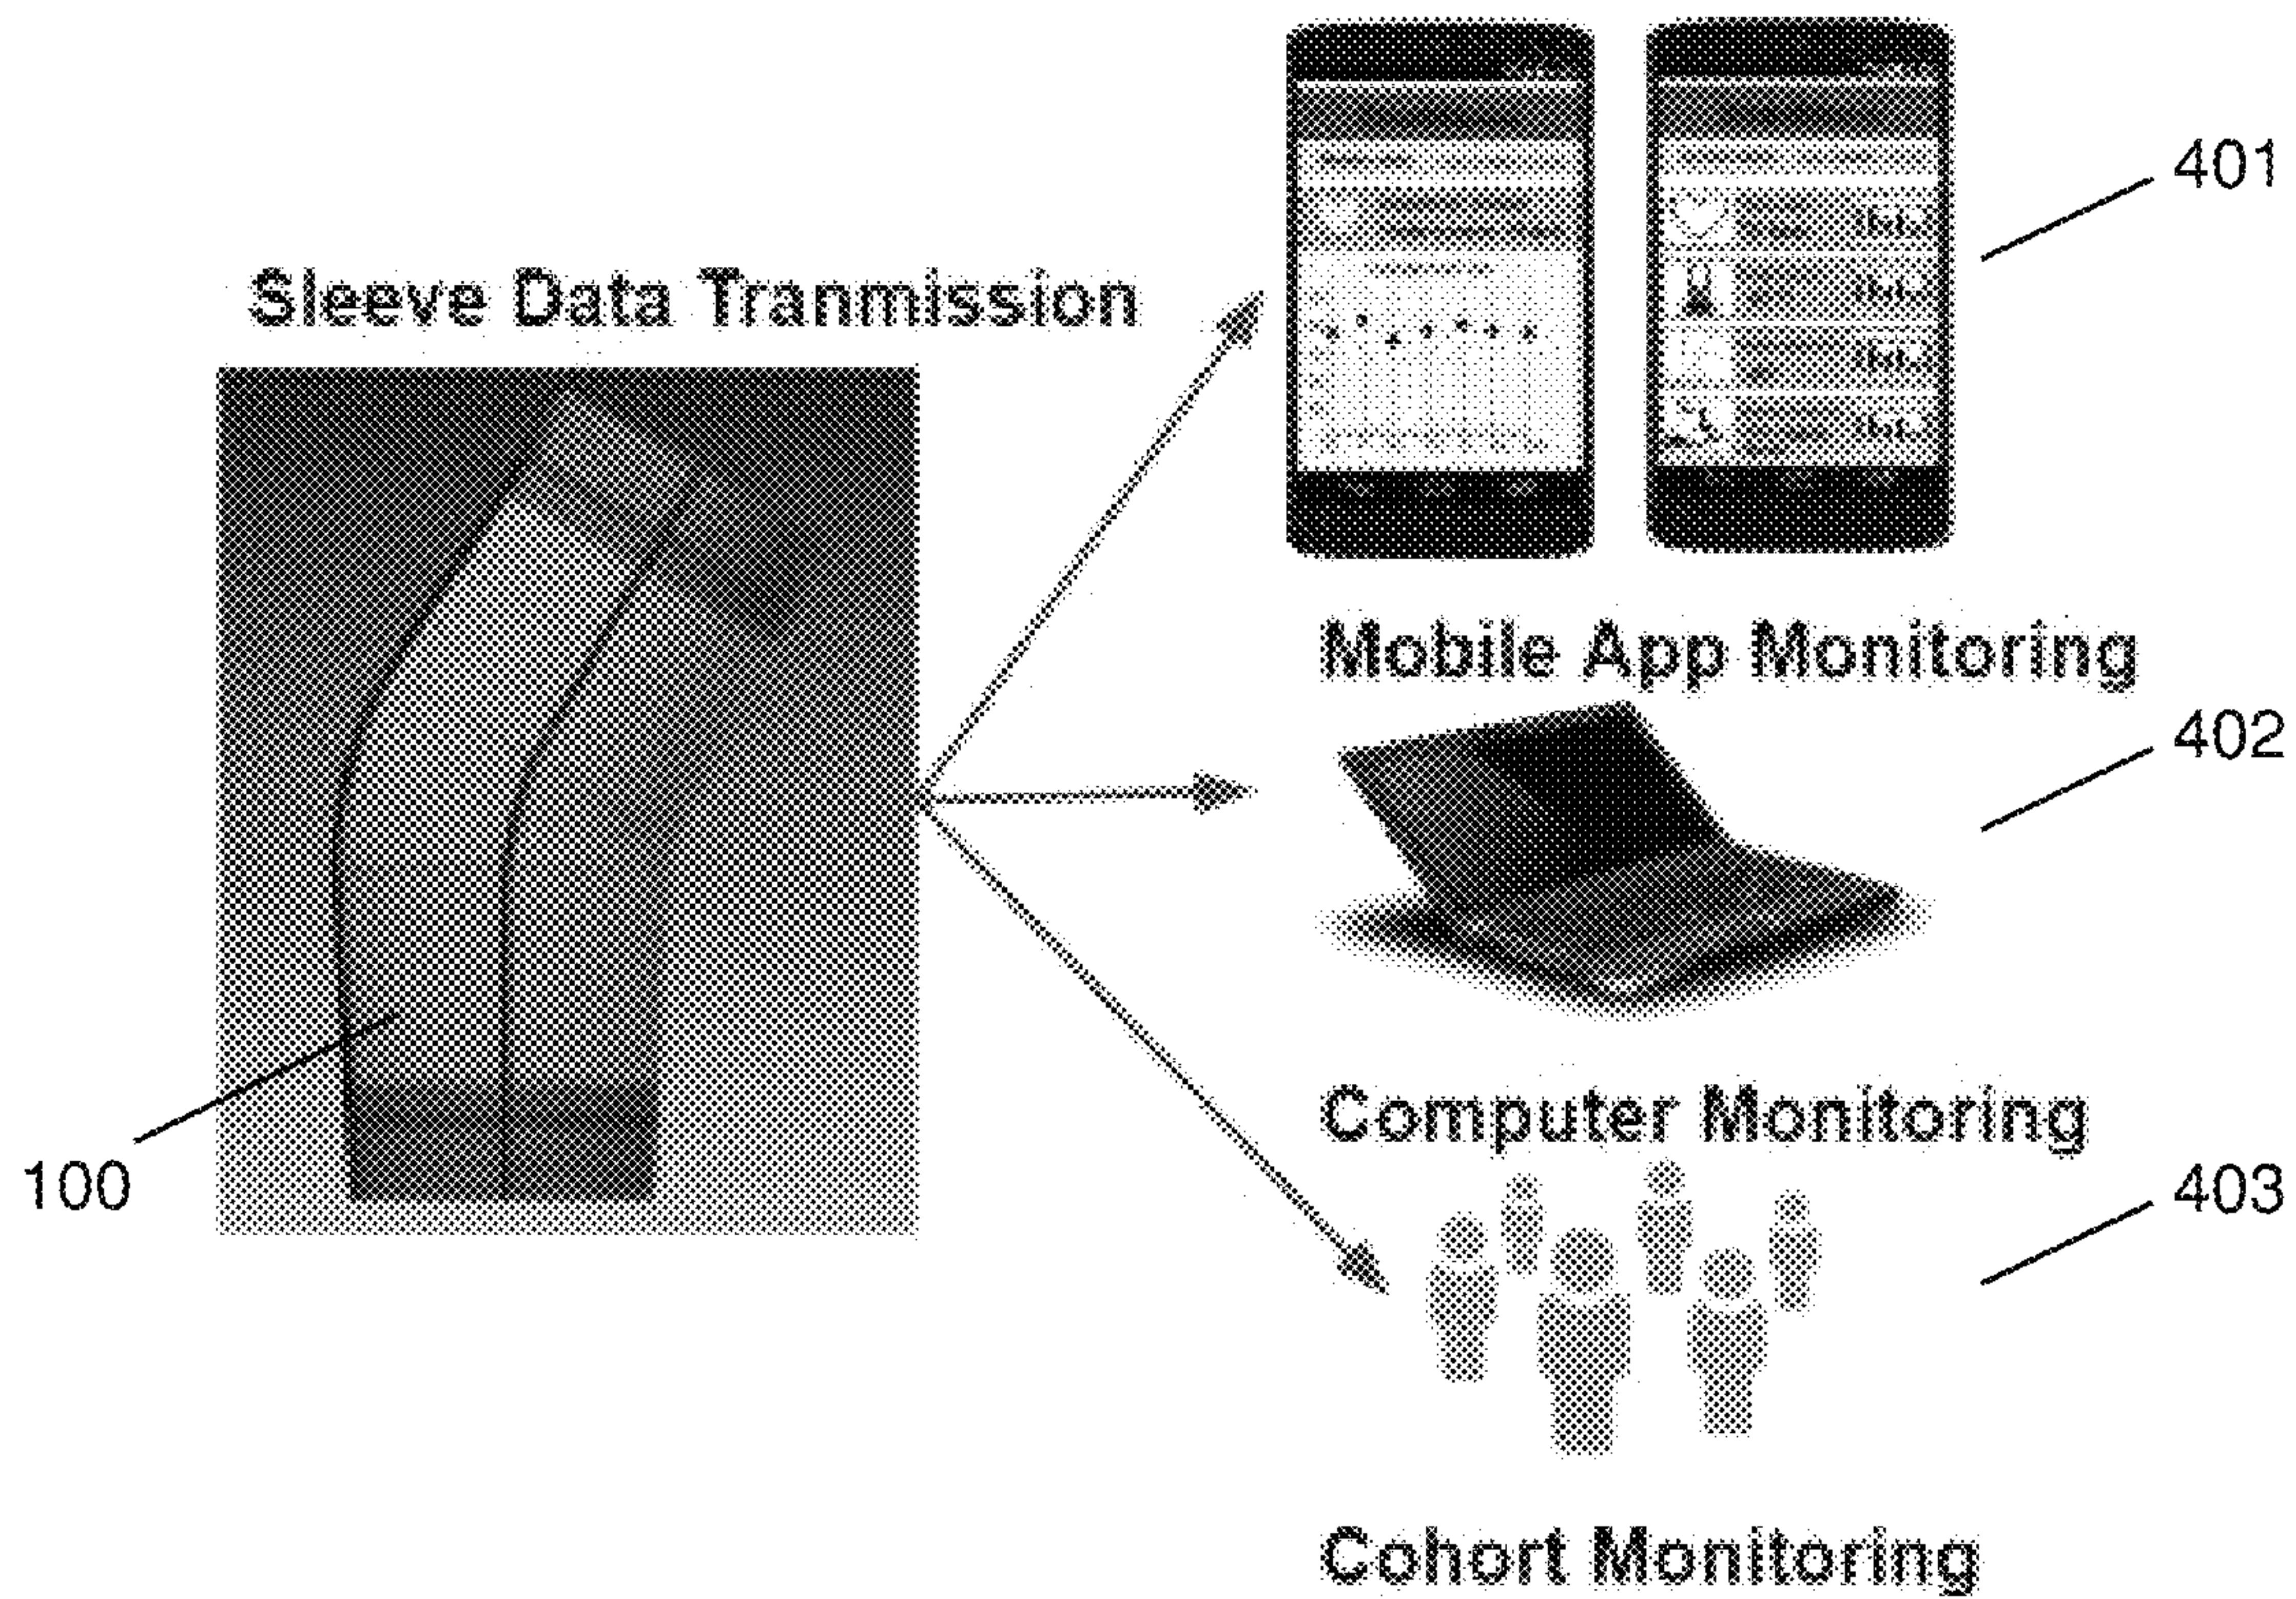 Sleeve Data Tranmission
100
401
Mobile App Monitoring
402
Computer Monitoring
403
Cohort Monitoring